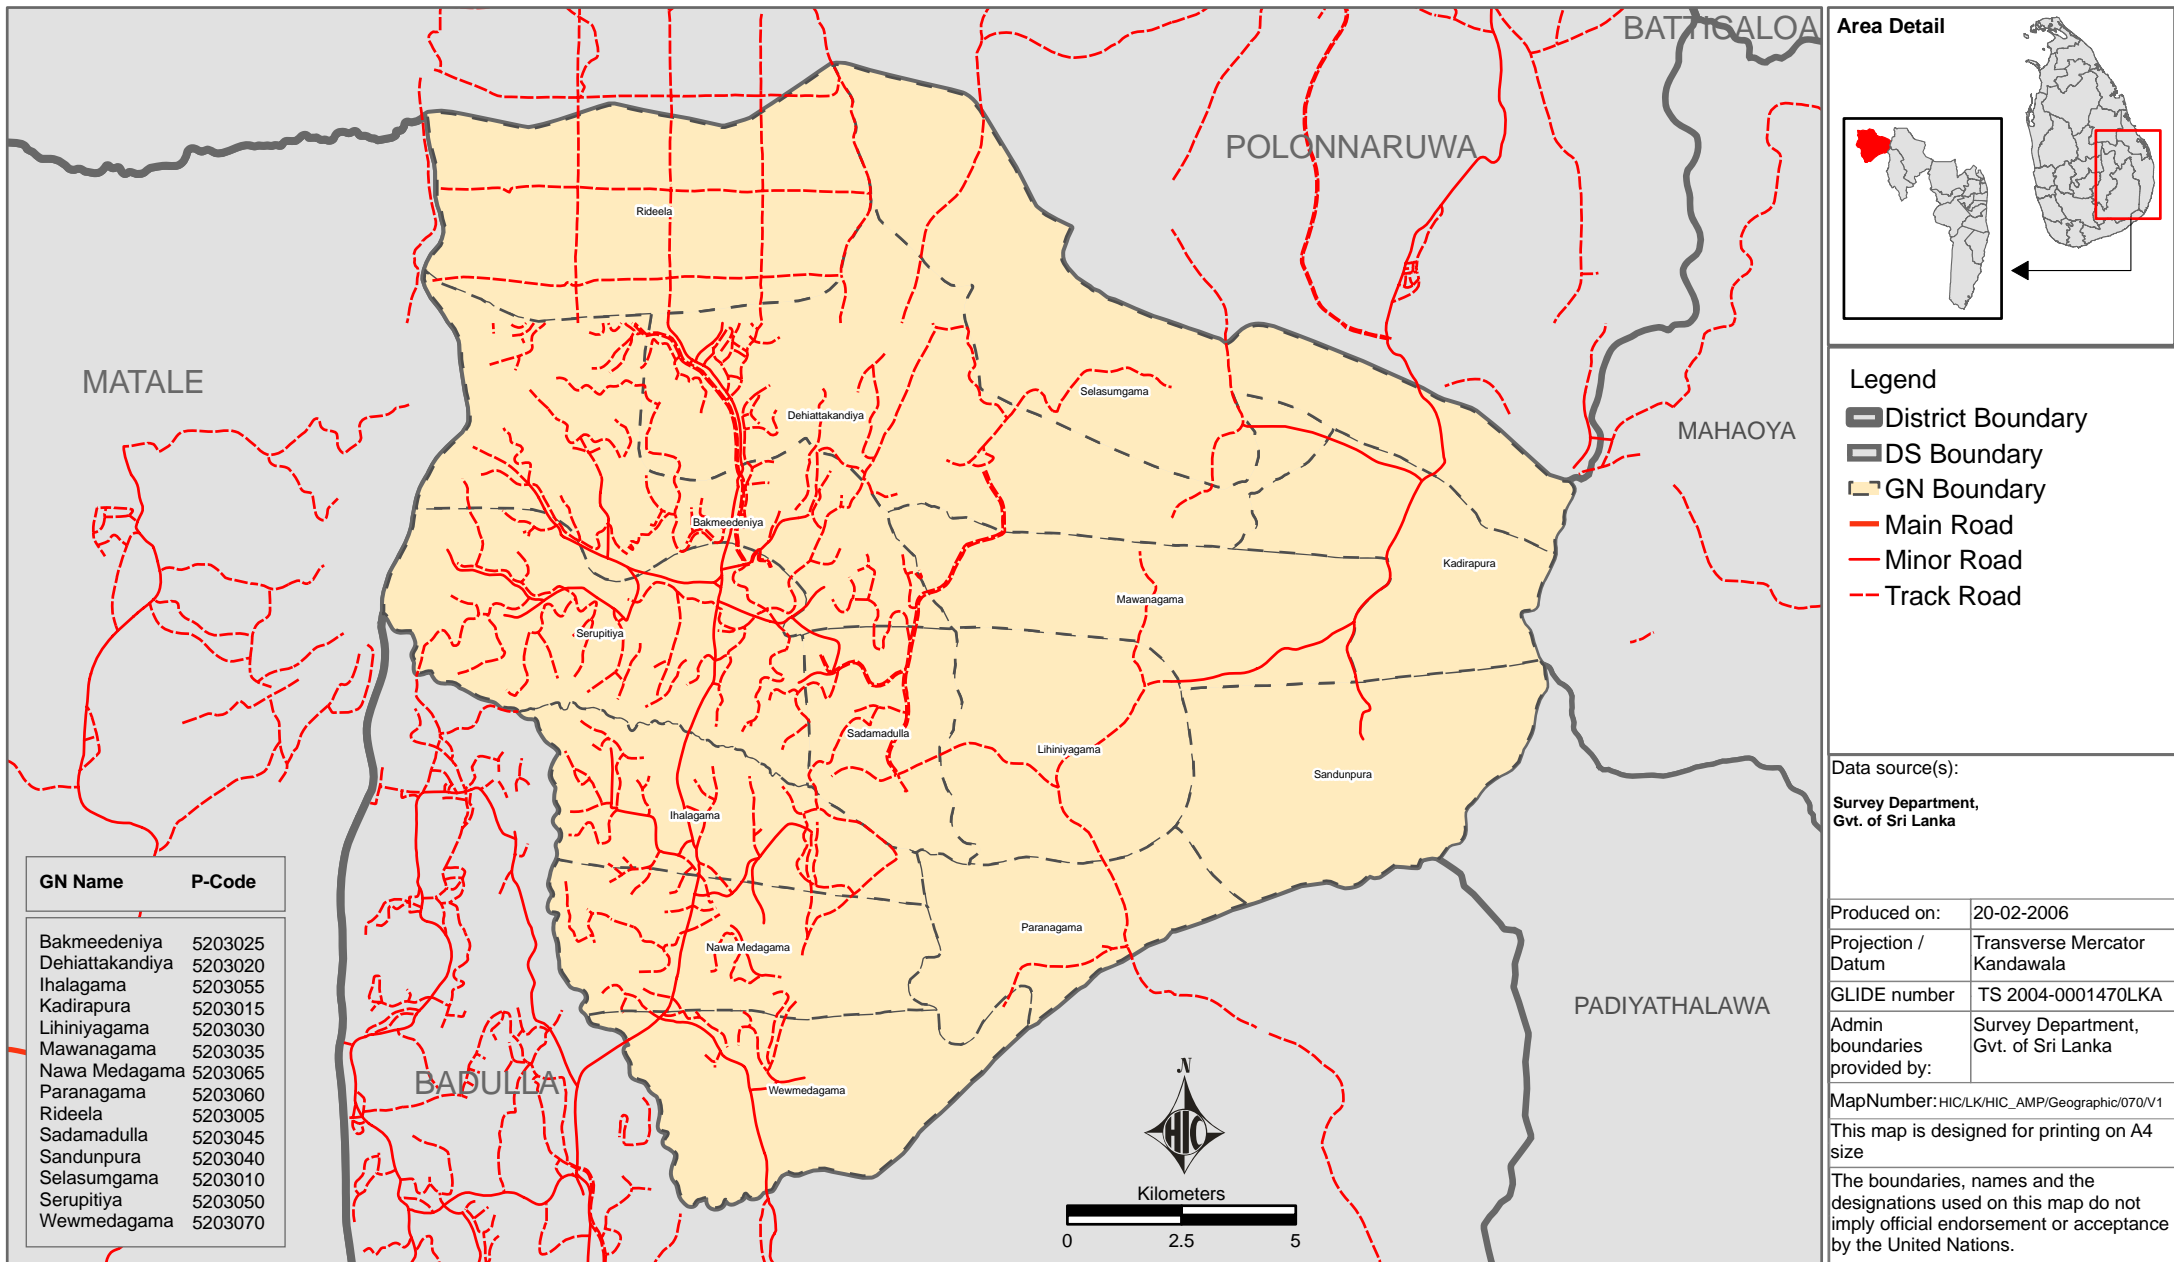 BATTICALOA
POLONNARUWA
MATALE
MAHAOYA
BADULLA
PADIYATHALAWA
Rideela
Selasumgama
Dehiattakandiya
Bakmeedeniya
Kadirapura
Mawanagama
Serupitiya
Sadamadulla
Lihiniyagama
Sandunpura
Ihalagama
Paranagama
Nawa Medagama
Wewmedagama
GN Name P-Code
Bakmeedeniya 5203025
Dehiattakandiya 5203020
Ihalagama 5203055
Kadirapura 5203015
Lihiniyagama 5203030
Mawanagama 5203035
Nawa Medagama 5203065
Paranagama 5203060
Rideela 5203005
Sadamadulla 5203045
Sandunpura 5203040
Selasumgama 5203010
Serupitiya 5203050
Wewmedagama 5203070
N
HIC
Kilometers
0 2.5 5
Area Detail
Legend
District Boundary
DS Boundary
GN Boundary
Main Road
Minor Road
Track Road
Data source(s):
Survey Department,
Gvt. of Sri Lanka
Produced on: 20-02-2006
Projection / Transverse Mercator
Datum Kandawala
GLIDE number TS 2004-0001470LKA
Admin Survey Department,
boundaries Gvt. of Sri Lanka
provided by:
MapNumber: HIC/LK/HIC_AMP/Geographic/070/V1
This map is designed for printing on A4
size
The boundaries, names and the
designations used on this map do not
imply official endorsement or acceptance
by the United Nations.